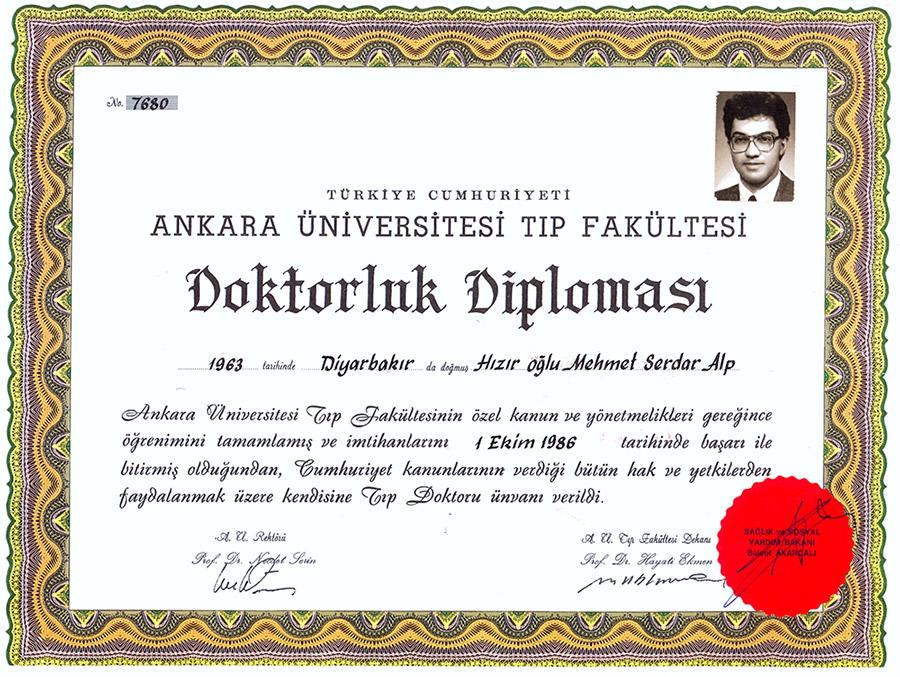 No. 7680
TÜRKİYE CUMHURİYETİ
ANKARA ÜNİVERSİTESİ TIP FAKÜLTESİ
Doktorluk Diploması
1963 tarihinde Diyarbakır da doğmuş Hızır oğlu Mehmet Serdar Alp
Ankara Üniversitesi Tıp Fakültesinin özel kanun ve yönetmelikleri gereğince
öğrenimini tamamlamış ve imtihanlarını 1 Ekim 1986 tarihinde başarı ile
bitirmiş olduğundan, Cumhuriyet kanunlarının verdiği bütün hak ve yetkilerden
faydalanmak üzere kendisine Tıp Doktoru ünvanı verildi.
A. Ü. Rektörü
Prof. Dr. Necdet Serin
A. Ü. Tıp Fakültesi Dekanı
Prof. Dr. Hayati Ekmen
SAĞLIK ve SOSYAL
YARDIM BAKANI
Bülent AKARCALI